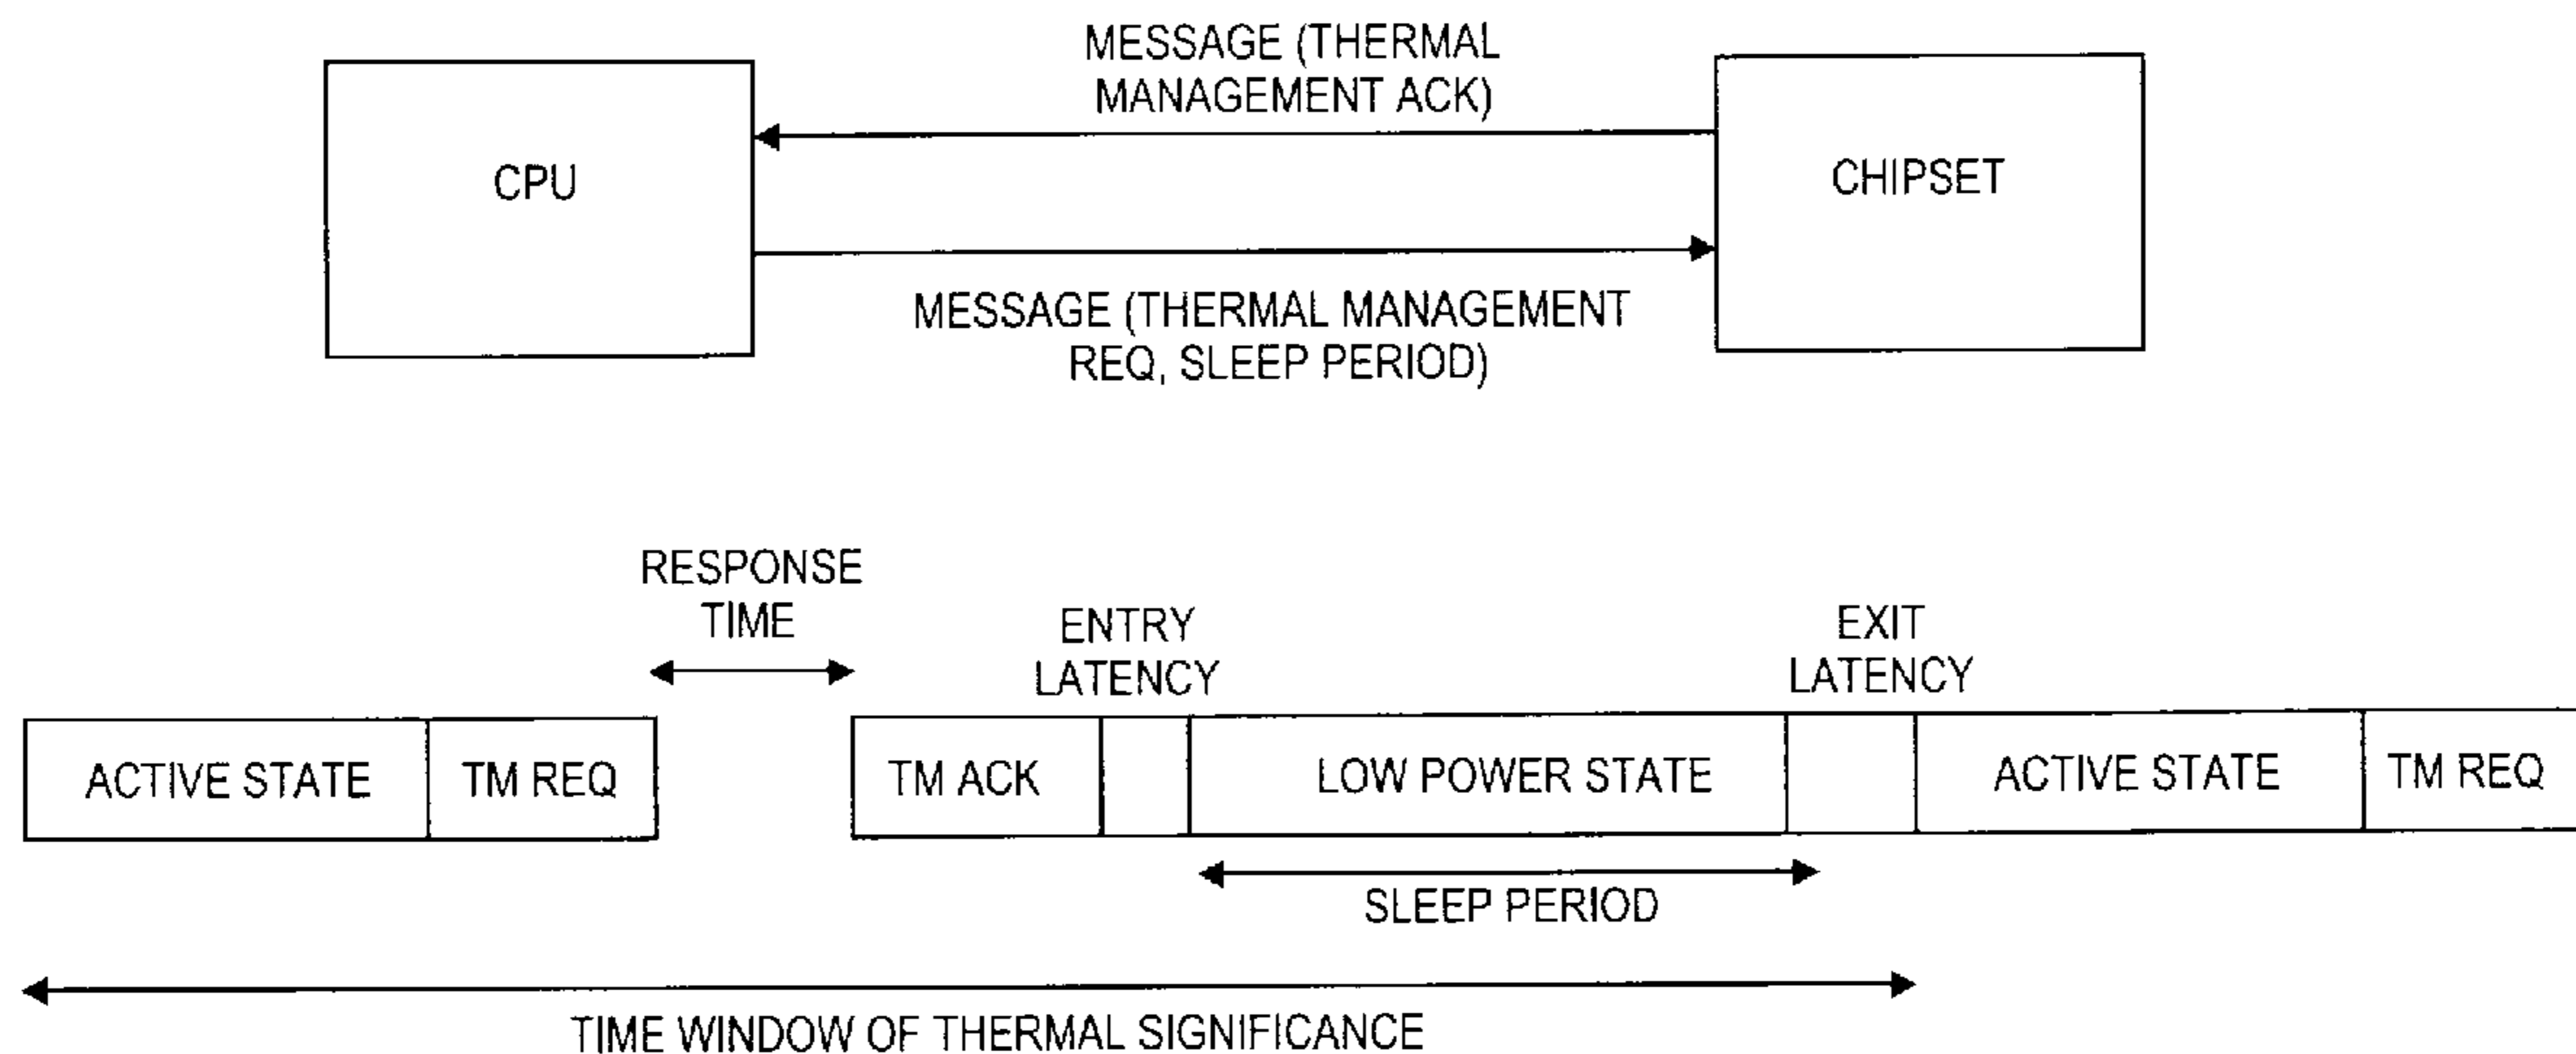 MESSAGE (THERMAL
MANAGEMENT ACK)
CPU
CHIPSET
MESSAGE (THERMAL MANAGEMENT
REQ, SLEEP PERIOD)
RESPONSE
TIME
ENTRY
LATENCY
EXIT
LATENCY
ACTIVE STATE
TM REQ
TM ACK
LOW POWER STATE
ACTIVE STATE
TM REQ
SLEEP PERIOD
TIME WINDOW OF THERMAL SIGNIFICANCE